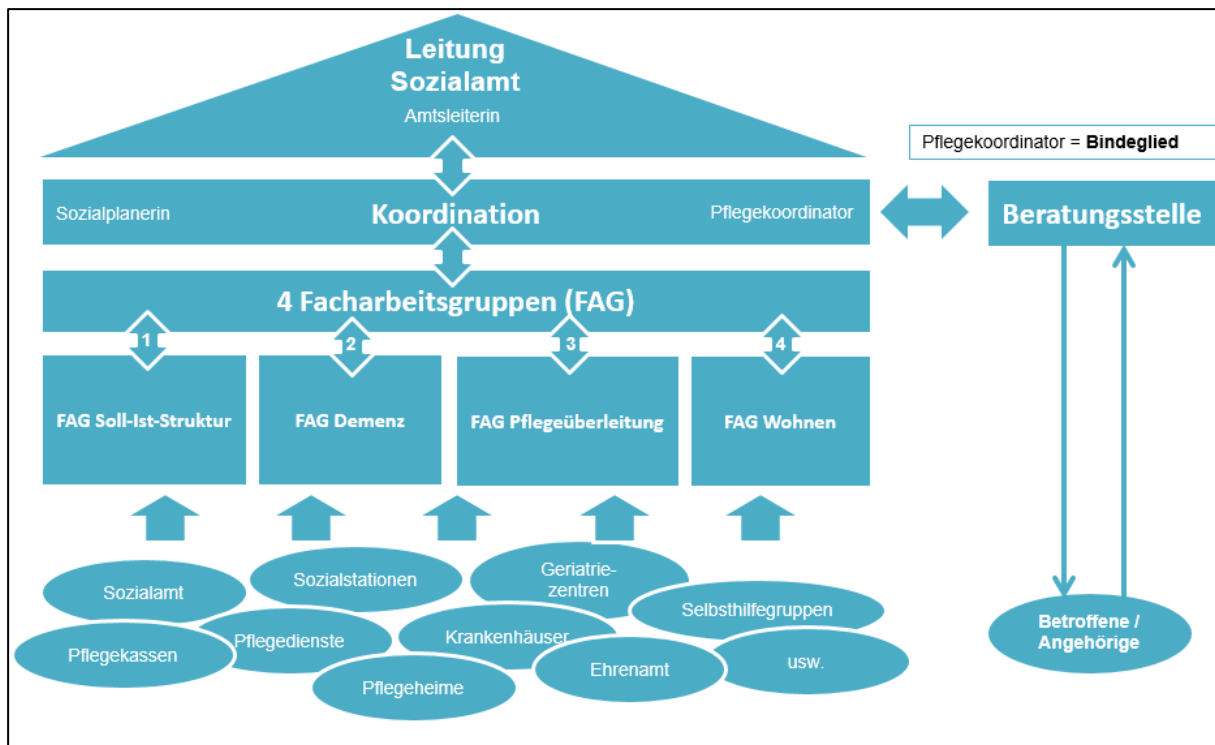 Leitung
Sozialamt
Amtsleiterin
Pflegekoordinator = Bindeglied
Sozialplanerin
Koordination
Pflegekoordinator
Beratungsstelle
4 Facharbeitsgruppen (FAG)
1
2
3
4
FAG Soll-Ist-Struktur
FAG Demenz
FAG Pflegeüberleitung
FAG Wohnen
Sozialamt
Sozialstationen
Geriatrie-
zentren
Selbsthilfegruppen
Pflegekassen
Pflegedienste
Krankenhäuser
Pflegeheime
Ehrenamt
usw.
Betroffene /
Angehörige